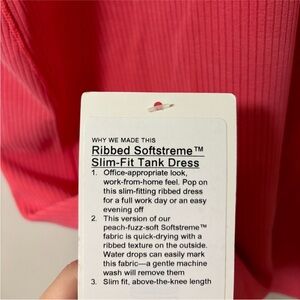 WHY WE MADE THIS
Ribbed Softstreme™
Slim-Fit Tank Dress
1. Office-appropriate look,
work-from-home feel. Pop on
this slim-fitting ribbed dress
for a full work day or an easy
evening off
2. This version of our
peach-fuzz-soft Softstreme™
fabric is quick-drying with a
ribbed texture on the outside.
Water drops can easily mark
this fabric—a gentle machine
wash will remove them
3. Slim fit, above-the-knee length